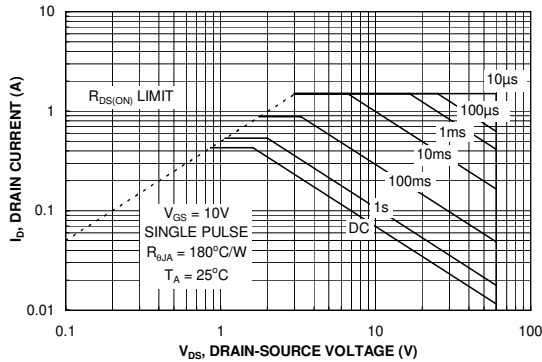 10
1
0.1
0.01
I_D, DRAIN CURRENT (A)
R_DS(ON) LIMIT
10µs
100µs
1ms
10ms
100ms
1s
DC
V_GS = 10V
SINGLE PULSE
R_θJA = 180°C/W
T_A = 25°C
0.1
1
10
100
V_DS, DRAIN-SOURCE VOLTAGE (V)